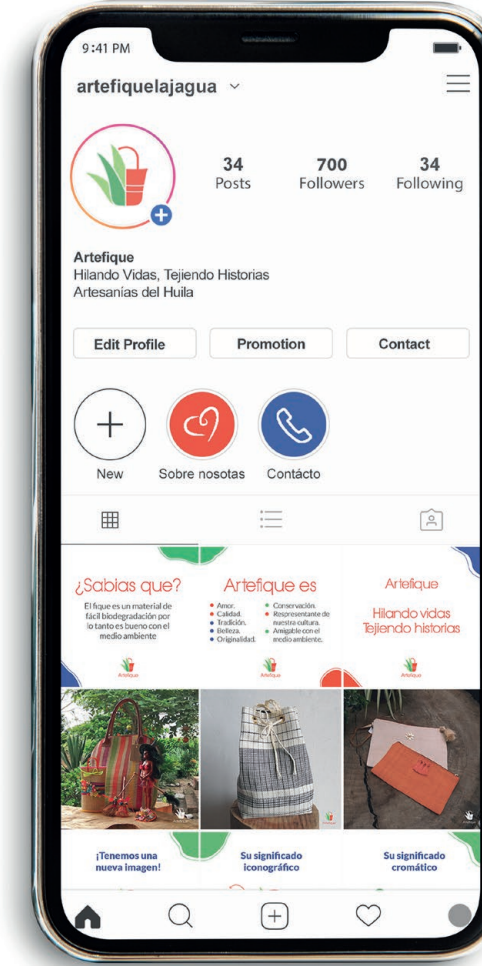 9:41 PM
artefiquelajagua
34 700 34
Posts Followers Following
Artefique
Hilando Vidas, Tejiendo Historias
Artesanías del Huila
Edit Profile Promotion Contact
New Sobre nosotas Contácto
¿Sabias que?
El fique es un material de
fácil biodegradación por
lo tanto es bueno con el
medio ambiente
Artefique
Artefique es
Amor.
Calidad.
Tradición.
Belleza.
Originalidad.
Conservación.
Respresentante de
nuestra cultura.
Amigable con el
medio ambiente.
Artefique
Artefique
Hilando vidas
Tejiendo historias
Artefique
¡Tenemos una
nueva imagen!
Su significado
iconográfico
Su significado
cromático